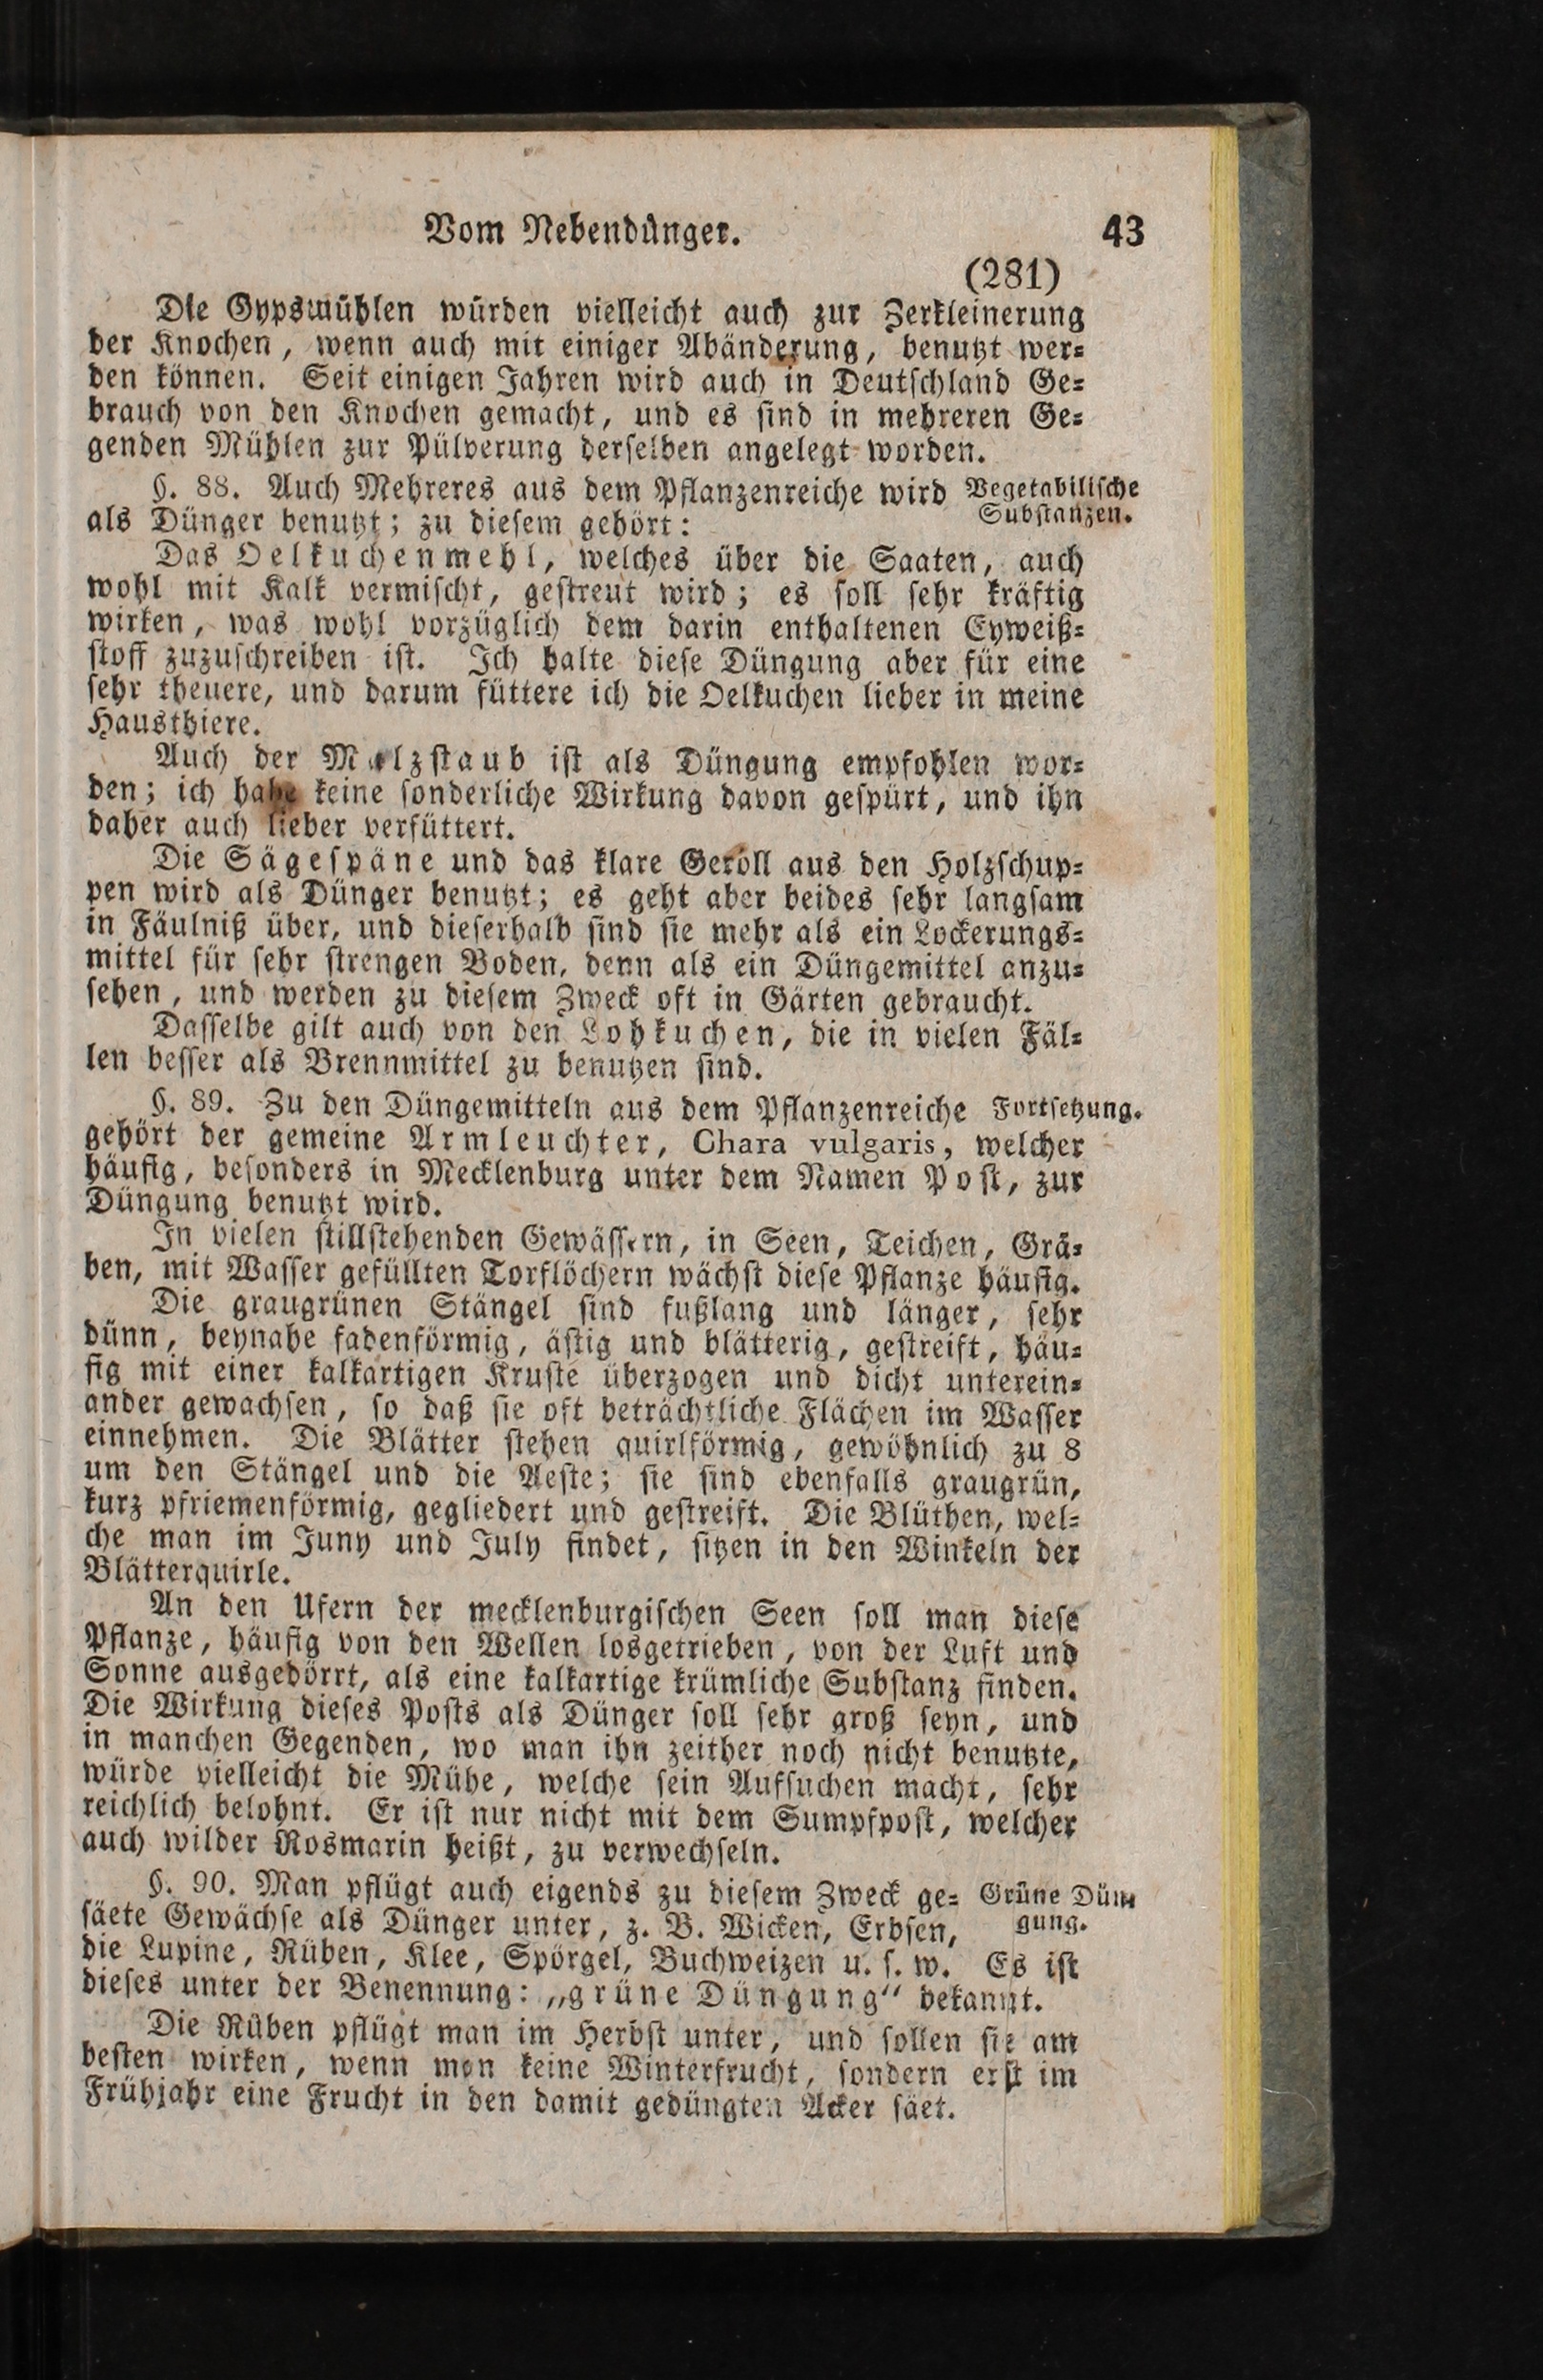 Vom Nebendünger. 43
(281)
Die Gypsmühlen würden vielleicht auch zur Zerkleinerung
der Knochen, wenn auch mit einiger Abänderung, benutzt wer⸗
den können. Seit einigen Jahren wird auch in Deutſchland Ge⸗
brauch von den Knochen gemacht, und es ſind in mehreren Ge⸗
genden Mühlen zur Pülverung derſelben angelegt worden.
§. 88. Auch Mehreres aus dem Pflanzenreiche wird Vegetabiliſche
als Dünger benutzt; zu dieſem gehört: Subſtanzen.
Das Oelkuchenmehl, welches über die Saaten, auch
wohl mit Kalk vermiſcht, geſtreut wird; es ſoll ſehr kräftig
wirken, was wohl vorzüglich dem darin enthaltenen Eyweiß⸗
ſtoff zuzuſchreiben iſt. Ich halte dieſe Düngung aber für eine
ſehr theuere, und darum füttere ich die Oelkuchen lieber in meine
Hausthiere.
Auch der Malzſtaub iſt als Düngung empfohlen wor⸗
den; ich habe keine ſonderliche Wirkung davon geſpürt, und ihn
daher auch lieber verfüttert.
Die Sägeſpäne und das klare Geröll aus den Holzſchup⸗
pen wird als Dünger benutzt; es geht aber beides ſehr langſam
in Fäulniß über, und dieſerhalb ſind ſie mehr als ein Lockerungs⸗
mittel für ſehr ſtrengen Boden, denn als ein Düngemittel anzu⸗
ſehen, und werden zu dieſem Zweck oft in Gärten gebraucht.
Daſſelbe gilt auch von den Lohkuchen, die in vielen Fäl⸗
len beſſer als Brennmittel zu benutzen ſind.
§. 89. Zu den Düngemitteln aus dem Pflanzenreiche Fortſetzung.
gehört der gemeine Armleuchter, Chara vulgaris, welcher
häufig, beſonders in Mecklenburg unter dem Namen Poſt, zur
Düngung benutzt wird.
In vielen ſtillſtehenden Gewäſſern, in Seen, Teichen, Grä⸗
ben, mit Waſſer gefüllten Torflöchern wächſt dieſe Pflanze häufig.
Die graugrünen Stängel ſind fußlang und länger, ſehr
dünn, beynahe fadenförmig, äſtig und blätterig, geſtreift, häu⸗
fig mit einer kalkartigen Kruſte überzogen und dicht unterein⸗
ander gewachſen, ſo daß ſie oft beträchtliche Flächen im Waſſer
einnehmen. Die Blätter ſtehen quirlförmig, gewöhnlich zu 8
um den Stängel und die Aeſte; ſie ſind ebenfalls graugrün,
kurz pfriemenförmig, gegliedert und geſtreift. Die Blüthen, wel⸗
che man im Juny und July findet, ſitzen in den Winkeln der
Blätterquirle.
An den Ufern der mecklenburgiſchen Seen ſoll man dieſe
Pflanze, häufig von den Wellen losgetrieben, von der Luft und
Sonne ausgedörrt, als eine kalkartige krümliche Subſtanz finden.
Die Wirkung dieſes Poſts als Dünger ſoll ſehr groß ſeyn, und
in manchen Gegenden, wo man ihn zeither noch nicht benutzte,
würde vielleicht die Mühe, welche ſein Aufſuchen macht, ſehr
reichlich belohnt. Er iſt nur nicht mit dem Sumpfpoſt, welcher
auch wilder Rosmarin heißt, zu verwechſeln.
§. 90. Man pflügt auch eigends zu dieſem Zweck ge⸗ Grüne Dün⸗
ſäete Gewächſe als Dünger unter, z. B. Wicken, Erbſen, gung.
die Lupine, Rüben, Klee, Spörgel, Buchweizen u. ſ. w. Es iſt
dieſes unter der Benennung: „grüne Düngung“ bekannt.
Die Rüben pflügt man im Herbſt unter, und ſollen ſie am
beſten wirken, wenn man keine Winterfrucht, ſondern erſt im
Frühjahr eine Frucht in den damit gedüngten Acker ſäet.